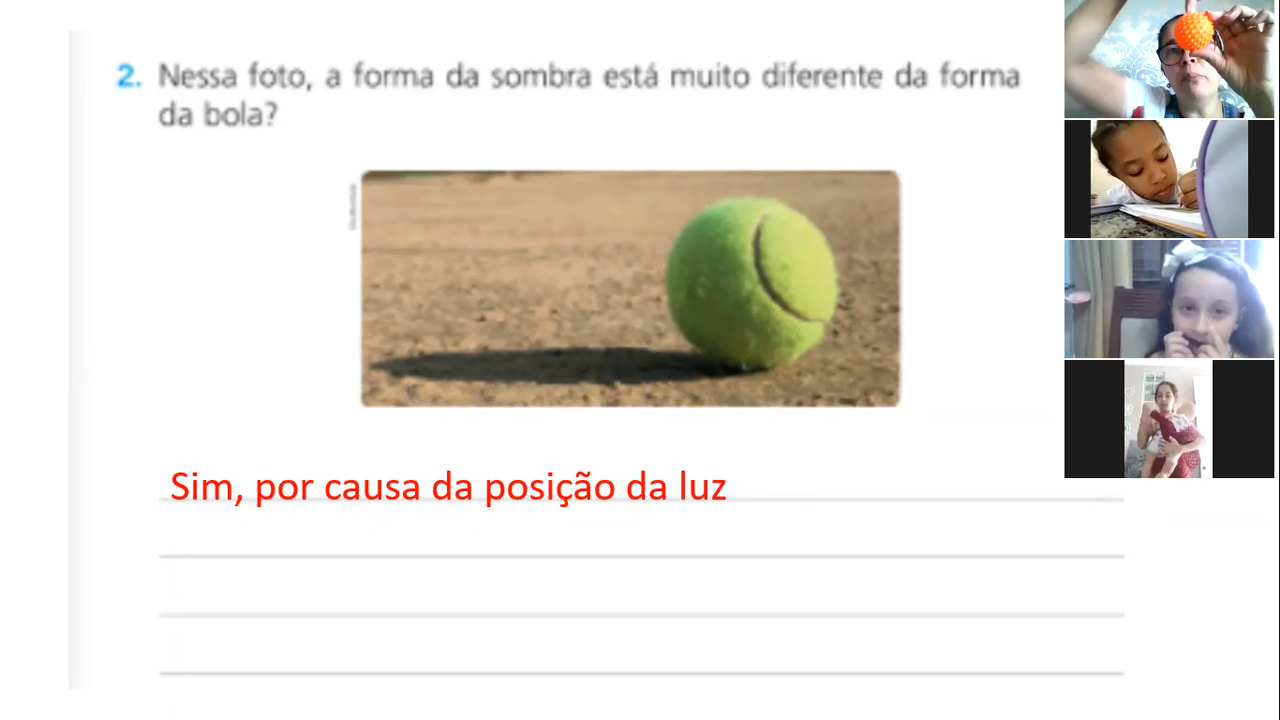 2. Nessa foto, a forma da sombra está muito diferente da forma
da bola?
Sim, por causa da posição da luz